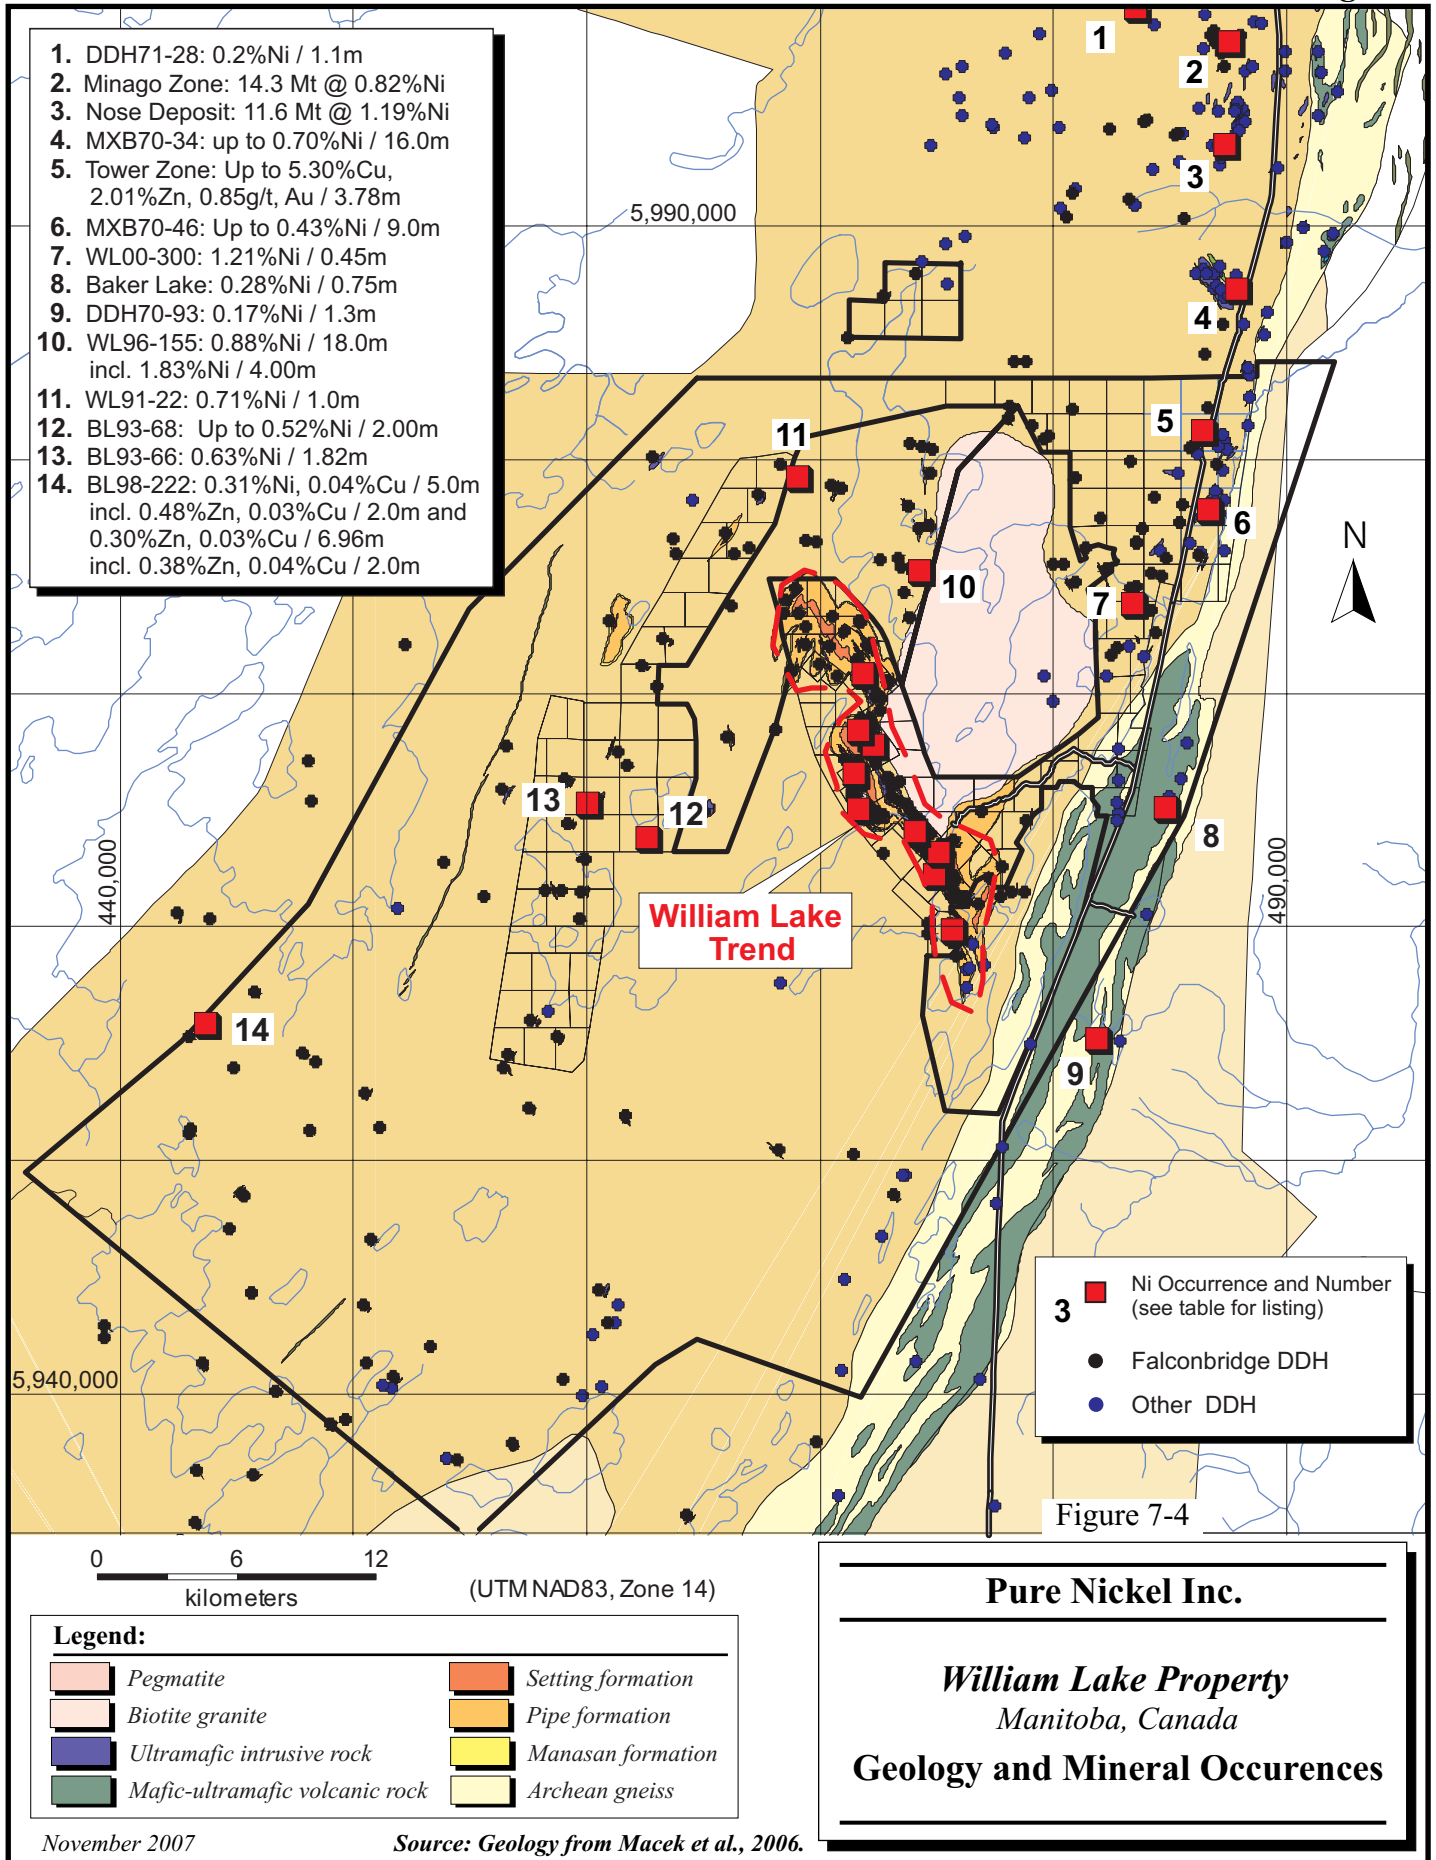 1. DDH71-28: 0.2%Ni / 1.1m
2. Minago Zone: 14.3 Mt @ 0.82%Ni
3. Nose Deposit: 11.6 Mt @ 1.19%Ni
4. MXB70-34: up to 0.70%Ni / 16.0m
5. Tower Zone: Up to 5.30%Cu,
2.01%Zn, 0.85g/t, Au / 3.78m
6. MXB70-46: Up to 0.43%Ni / 9.0m
7. WL00-300: 1.21%Ni / 0.45m
8. Baker Lake: 0.28%Ni / 0.75m
9. DDH70-93: 0.17%Ni / 1.3m
10. WL96-155: 0.88%Ni / 18.0m
incl. 1.83%Ni / 4.00m
11. WL91-22: 0.71%Ni / 1.0m
12. BL93-68: Up to 0.52%Ni / 2.00m
13. BL93-66: 0.63%Ni / 1.82m
14. BL98-222: 0.31%Ni, 0.04%Cu / 5.0m
incl. 0.48%Zn, 0.03%Cu / 2.0m and
0.30%Zn, 0.03%Cu / 6.96m
incl. 0.38%Zn, 0.04%Cu / 2.0m
1
2
3
5,990,000
4
5
11
6
N
10
7
13
12
8
440,000
490,000
William Lake
Trend
14
9
5,940,000
3
Ni Occurrence and Number
(see table for listing)
Falconbridge DDH
Other DDH
Figure 7-4
0 6 12
kilometers
(UTM NAD83, Zone 14)
Legend:
Pegmatite
Biotite granite
Ultramafic intrusive rock
Mafic-ultramafic volcanic rock
Setting formation
Pipe formation
Manasan formation
Archean gneiss
November 2007
Source: Geology from Macek et al., 2006.
Pure Nickel Inc.
William Lake Property
Manitoba, Canada
Geology and Mineral Occurences